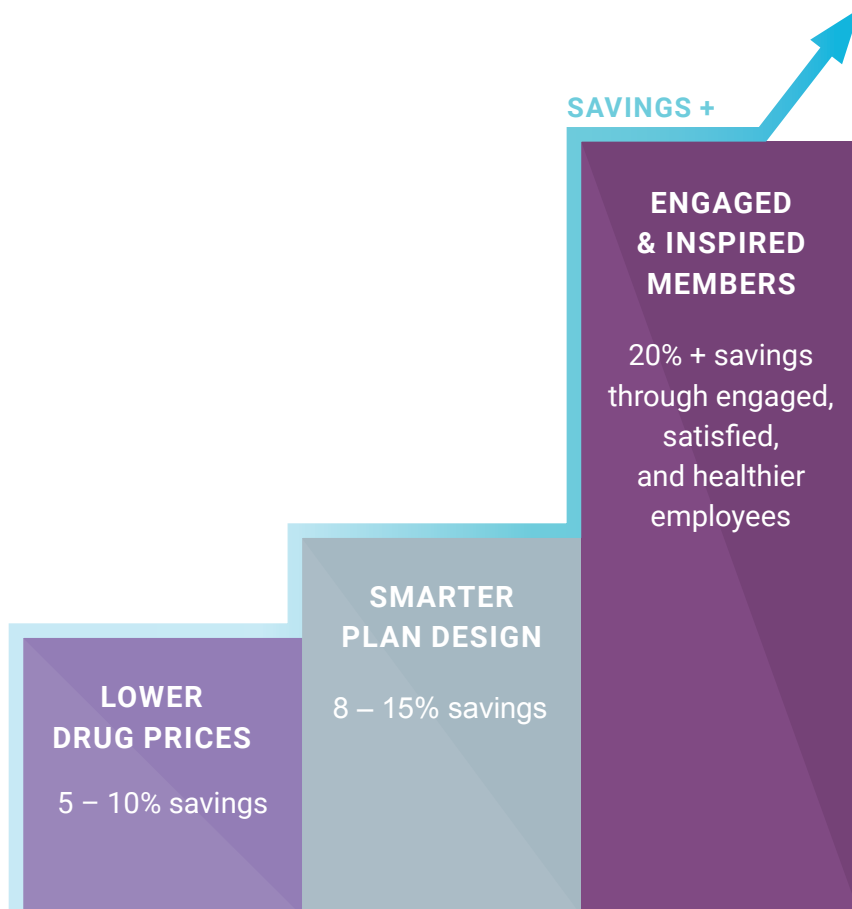 SAVINGS +
ENGAGED
& INSPIRED
MEMBERS
20% + savings
through engaged,
satisfied,
and healthier
employees
SMARTER
PLAN DESIGN
8 – 15% savings
LOWER
DRUG PRICES
5 – 10% savings